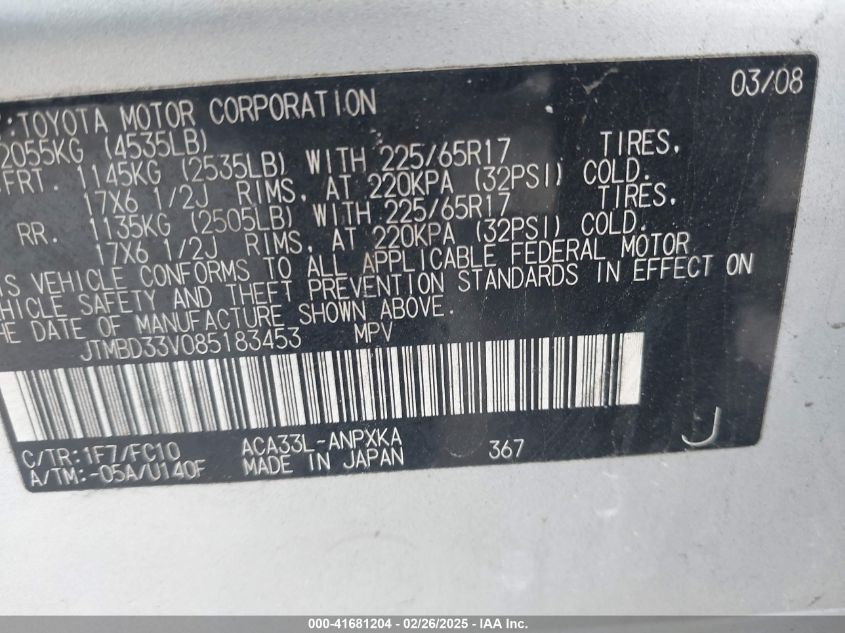 03/08
:TOYOTA MOTOR CORPORATION
2055KG (4535LB)
FRT. 1145KG (2535LB) WITH 225/65R17 TIRES,
17X6 1/2J RIMS, AT 220KPA (32PSI) COLD.
RR. 1135KG (2505LB) WITH 225/65R17 TIRES,
17X6 1/2J RIMS, AT 220KPA (32PSI) COLD.
IS VEHICLE CONFORMS TO ALL APPLICABLE FEDERAL MOTOR
EHICLE SAFETY AND THEFT PREVENTION STANDARDS IN EFFECT ON
HE DATE OF MANUFACTURE SHOWN ABOVE.
JTMBD33V085183453 MPV
C/TR:1F7/FC10 ACA33L-ANPXKA 367 J
A/TM:-05A/U140F MADE IN JAPAN
000-41681204 - 02/26/2025 - IAA Inc.